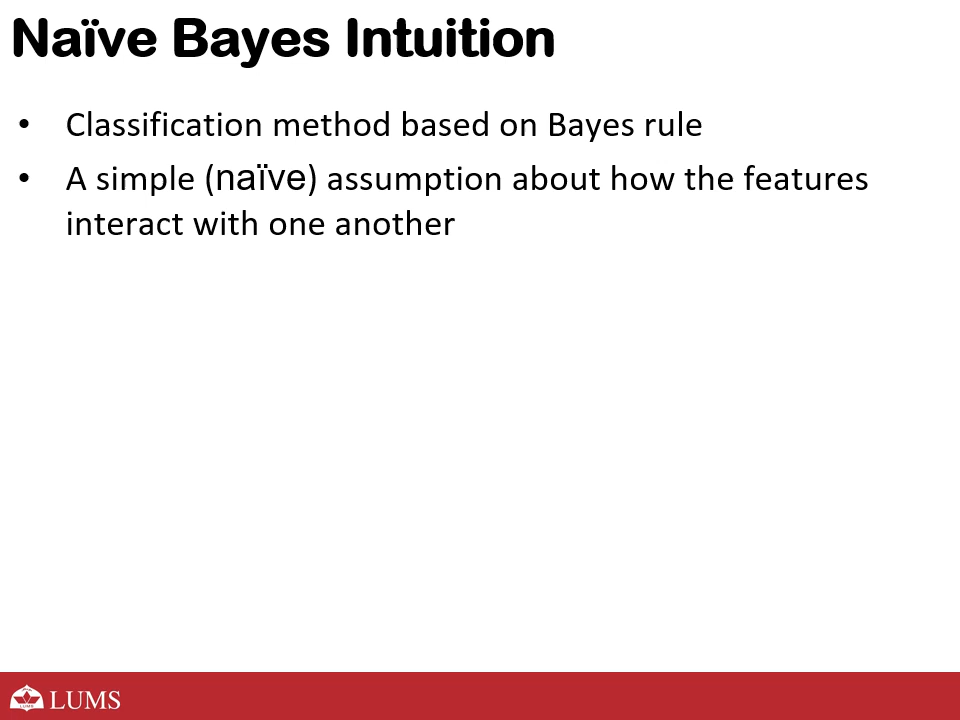 Naïve Bayes Intuition
• Classification method based on Bayes rule
• A simple (naïve) assumption about how the features
interact with one another
LUMS